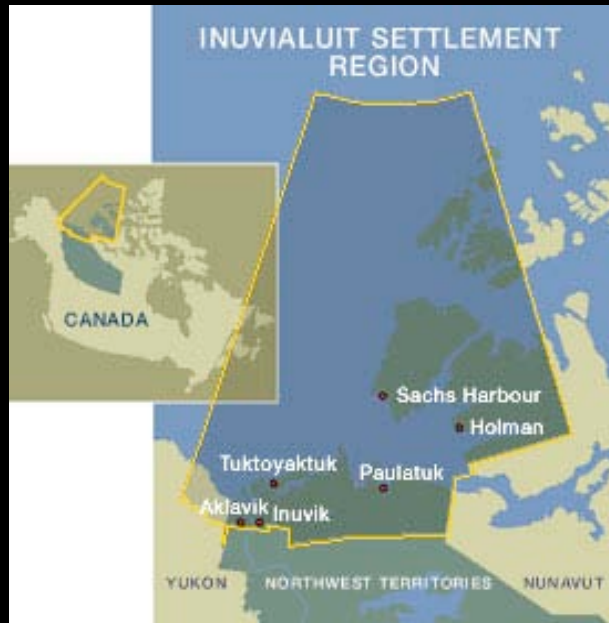 INUVIALUIT SETTLEMENT
REGION
CANADA
Sachs Harbour
Holman
Tuktoyaktuk
Paulatuk
Aklavik
Inuvik
YUKON
NORTHWEST TERRITORIES
NUNAVUT